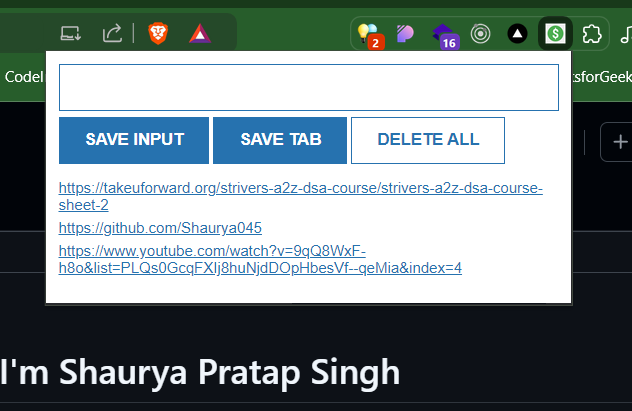 2
16
CodeI
tsforGeek
SAVE INPUT
SAVE TAB
DELETE ALL
https://takeuforward.org/strivers-a2z-dsa-course/strivers-a2z-dsa-course-
sheet-2
https://github.com/Shaurya045
https://www.youtube.com/watch?v=9qQ8WxF-
h8o&list=PLQs0GcqFXIj8huNjdDOpHbesVf--qeMia&index=4
I'm Shaurya Pratap Singh